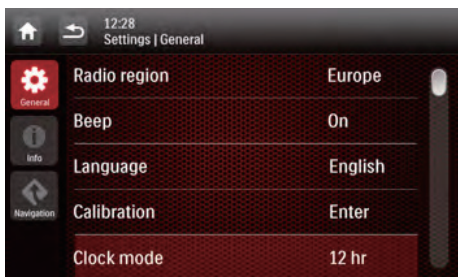 12:28
Settings | General
General
Info
Navigation
Radio region Europe
Beep On
Language English
Calibration Enter
Clock mode 12 hr